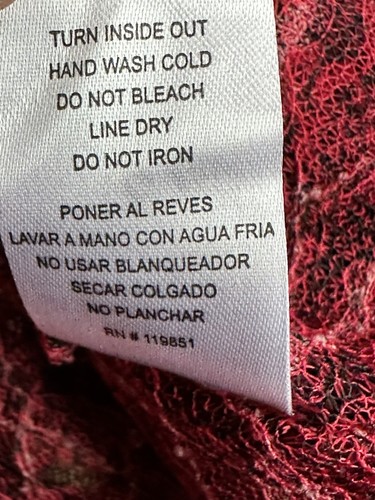 TURN INSIDE OUT
HAND WASH COLD
DO NOT BLEACH
LINE DRY
DO NOT IRON
PONER AL REVES
LAVAR A MANO CON AGUA FRIA
NO USAR BLANQUEADOR
SECAR COLGADO
NO PLANCHAR
RN # 119851